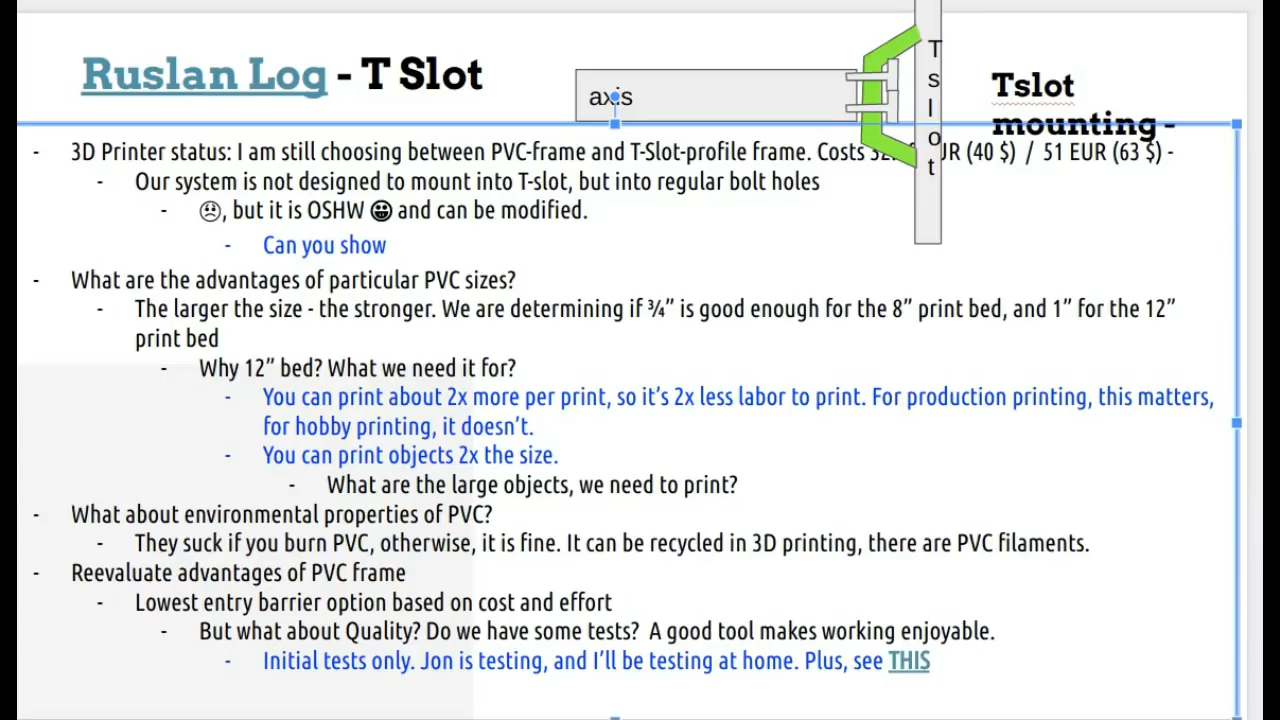 Ruslan Log - T Slot
axis
T
s
l
o
t
Tslot
mounting -
- 3D Printer status: I am still choosing between PVC-frame and T-Slot-profile frame. Costs (40 $) / 51 EUR (63 $) -
- Our system is not designed to mount into T-slot, but into regular bolt holes
- ☹, but it is OSHW 😀 and can be modified.
- Can you show
- What are the advantages of particular PVC sizes?
- The larger the size - the stronger. We are determining if ¾” is good enough for the 8” print bed, and 1” for the 12”
print bed
- Why 12” bed? What we need it for?
- You can print about 2x more per print, so it’s 2x less labor to print. For production printing, this matters,
for hobby printing, it doesn’t.
- You can print objects 2x the size.
- What are the large objects, we need to print?
- What about environmental properties of PVC?
- They suck if you burn PVC, otherwise, it is fine. It can be recycled in 3D printing, there are PVC filaments.
- Reevaluate advantages of PVC frame
- Lowest entry barrier option based on cost and effort
- But what about Quality? Do we have some tests? A good tool makes working enjoyable.
- Initial tests only. Jon is testing, and I’ll be testing at home. Plus, see THIS